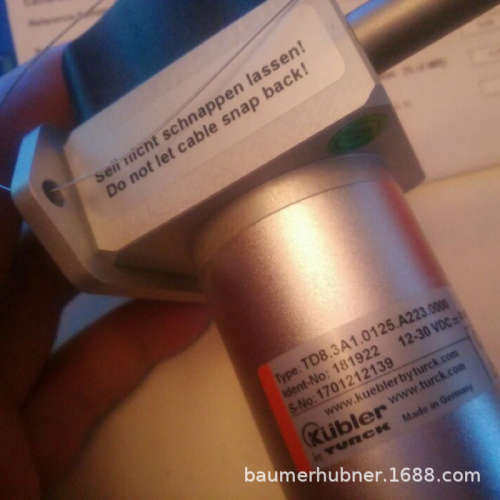 Seil nicht schnappen lassen!
Do not let cable snap back!
Type: TD8.3A1.0125.A223.0000
Ident-No: 181922 12-30 VDC
S-No. 1701212139
www.kueblerbyturck.com
www.turck.com
Kübler
by TURCK
Made in Germany
baumerhubner.1688.com